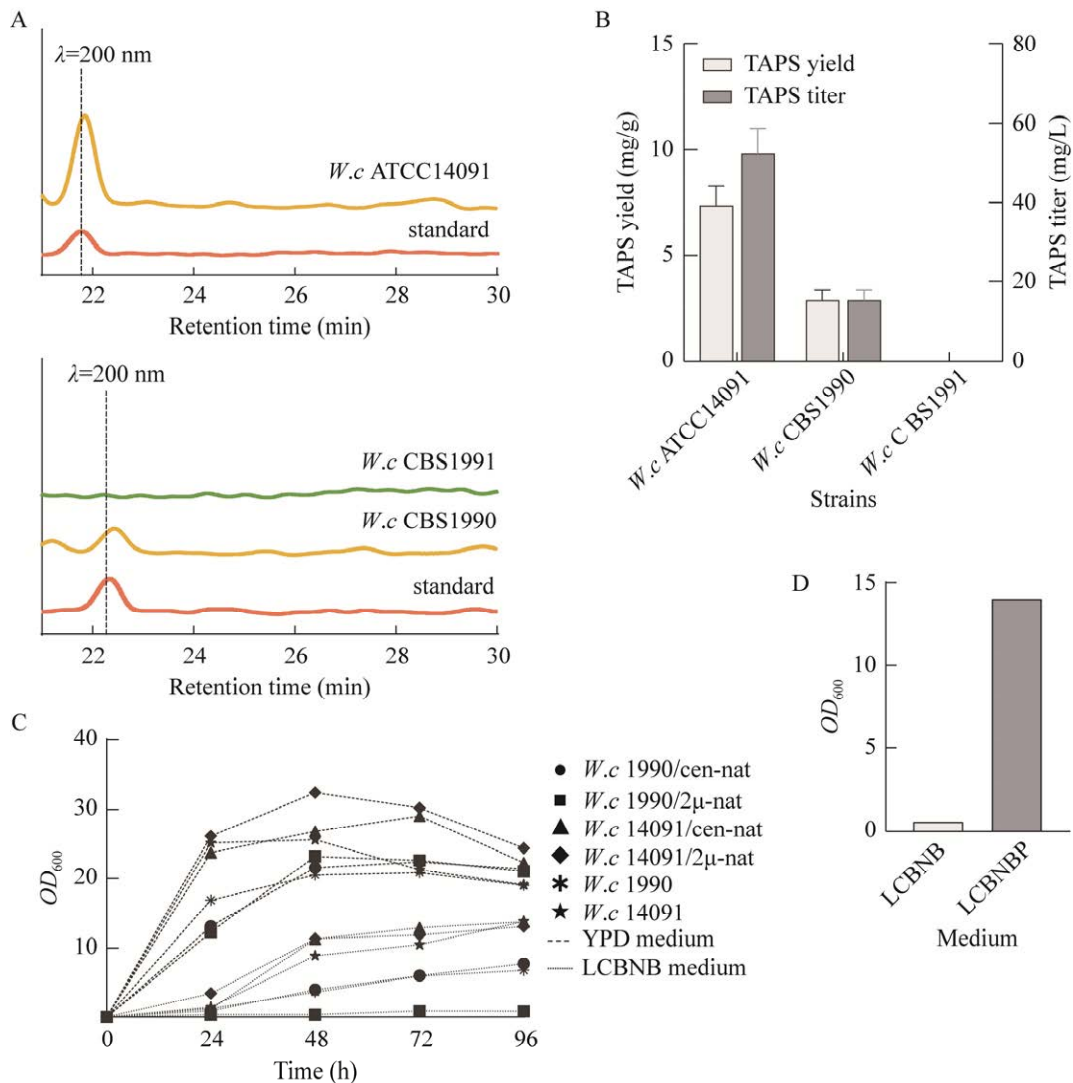 A
λ=200 nm
W.c ATCC14091
standard
22 24 26 28 30
Retention time (min)
λ=200 nm
W.c CBS1991
W.c CBS1990
standard
22 24 26 28 30
Retention time (min)
B
TAPS yield
TAPS titer
15
10
5
0
TAPS yield (mg/g)
80
60
40
20
0
TAPS titer (mg/L)
W.c ATCC14091
W.c CBS1990
W.c C BS1991
Strains
C
40
30
20
10
OD600
0 24 48 72 96
Time (h)
W.c 1990/cen-nat
W.c 1990/2μ-nat
W.c 14091/cen-nat
W.c 14091/2μ-nat
W.c 1990
W.c 14091
YPD medium
LCBNB medium
D
15
10
5
0
OD600
LCBNB
LCBNBP
Medium